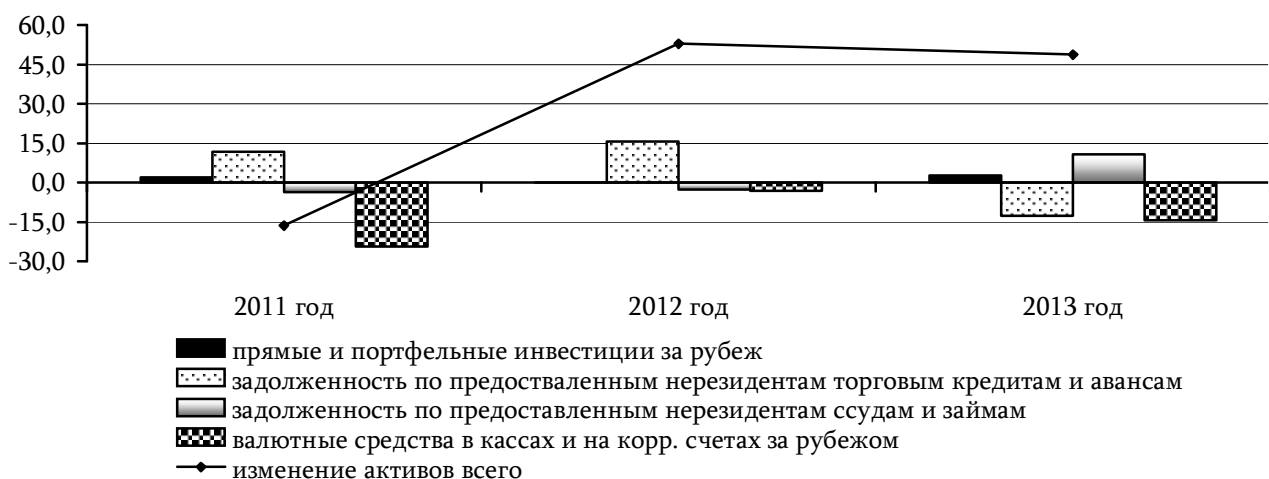 60,0
45,0
30,0
15,0
0,0
-15,0
-30,0
2011 год
2012 год
2013 год
прямые и портфельные инвестиции за рубеж
задолженность по предостваленным нерезидентам торговым кредитам и авансам
задолженность по предоставленным нерезидентам ссудам и займам
валютные средства в кассах и на корр. счетах за рубежом
изменение активов всего